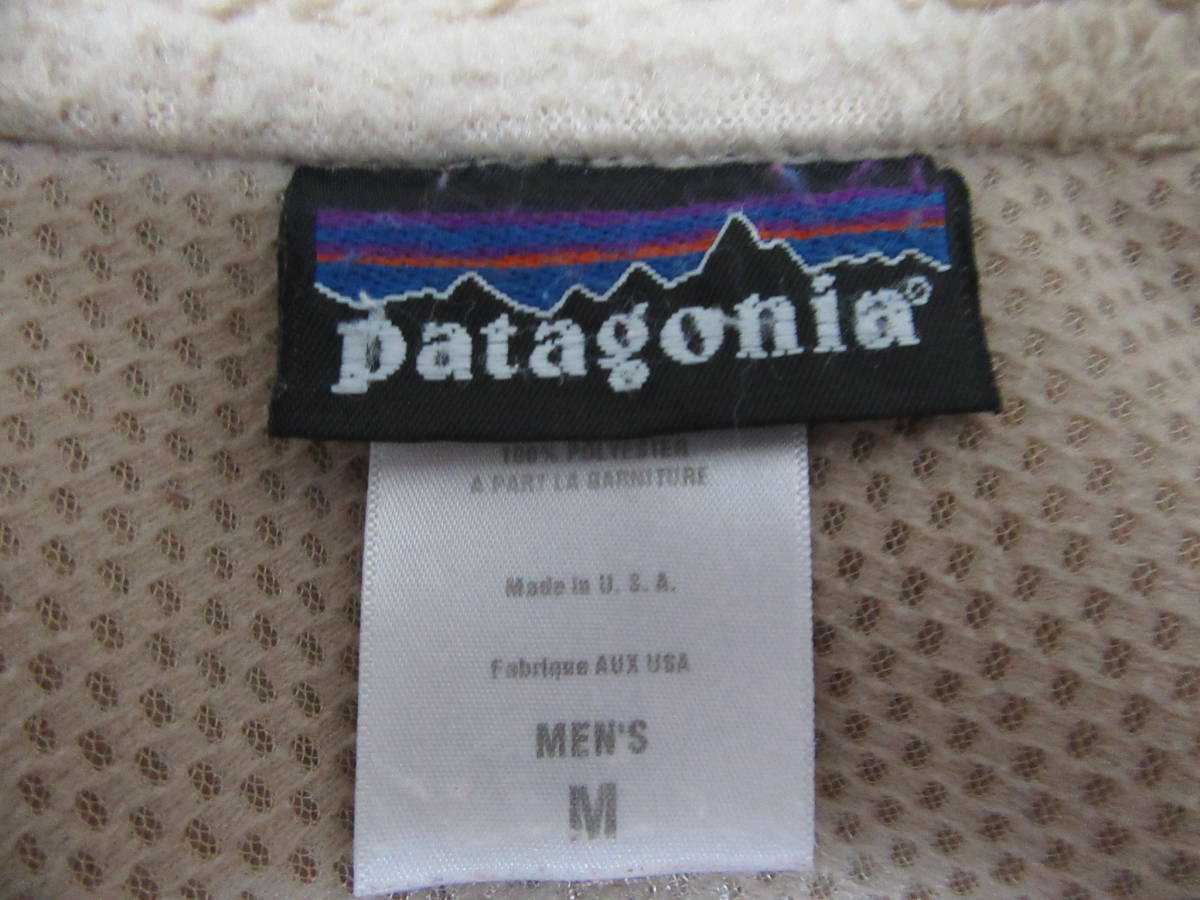 patagonia®
100% POLYESTER
A PART LA GARNITURE
Made in U. S. A.
Fabrique AUX USA
MEN'S
M